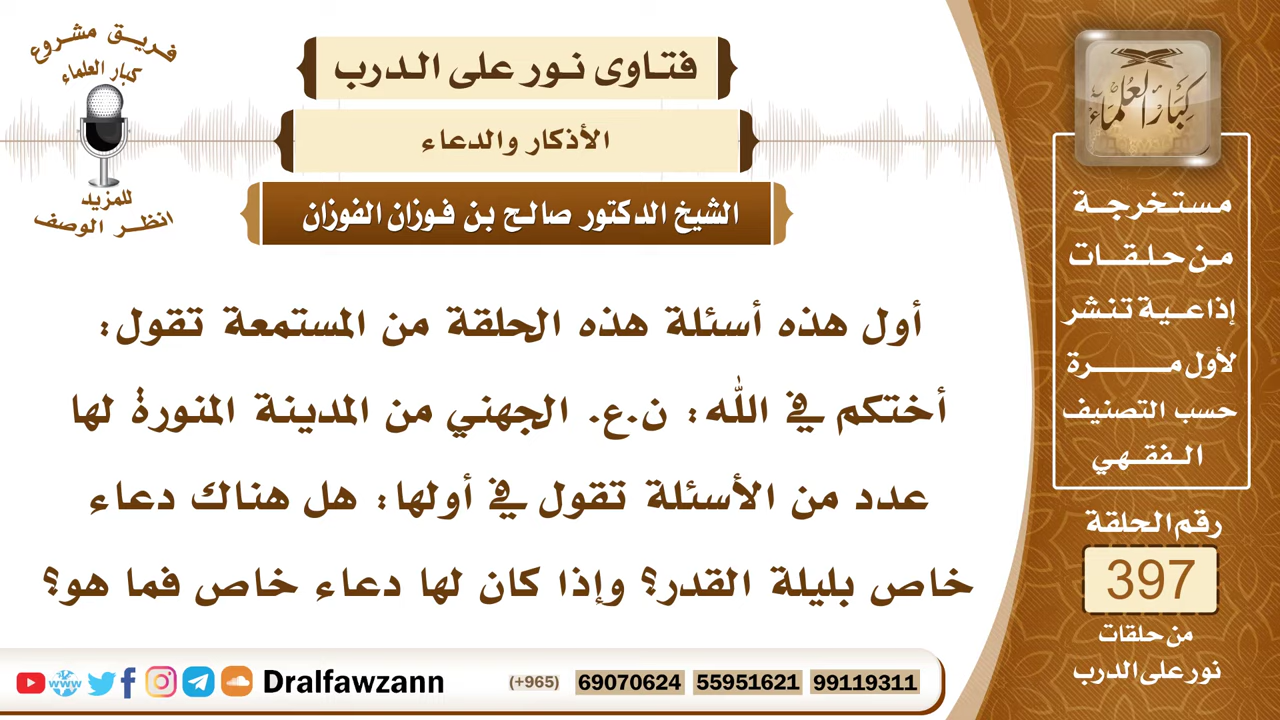 فريق مشروع
كبار العلماء
للمزيد
انظر الوصف
فتاوى نور على الدرب
الأذكار والدعاء
الشيخ الدكتور صالح بن فوزان الفوزان
أول هذه أسئلة هذه الحلقة من المستمعة تقول:
أختكم في الله: ن.ع. الجهني من المدينة المنورة لها
عدد من الأسئلة تقول في أولها: هل هناك دعاء
خاص بليلة القدر؟ وإذا كان لها دعاء خاص فما هو؟
كبار العلماء
مستخرجة
من حلقات
إذاعية تنشر
لأول مرة
حسب التصنيف
الفقهي
رقم الحلقة
397
من حلقات
نور على الدرب
www Dralfawzann (+965) 69070624 55951621 99119311